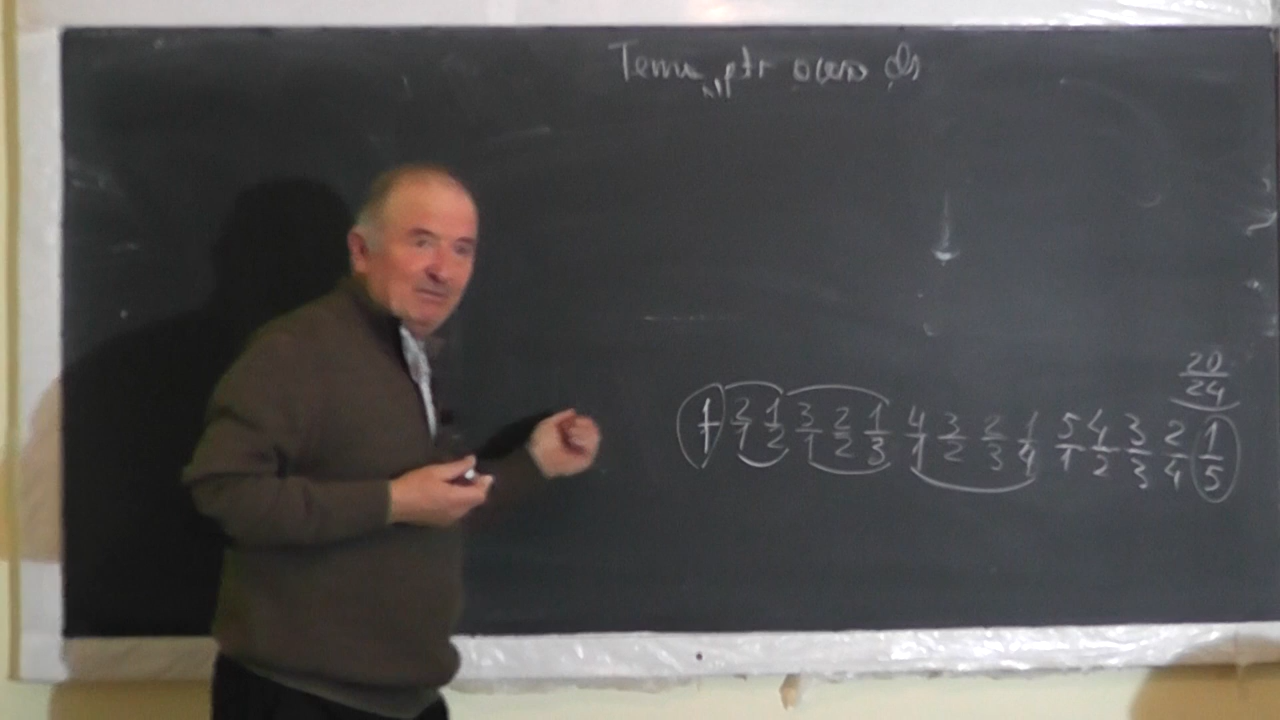 Tema ptr acasă
20/24
1/1 2/1 1/2 3/1 2/2 1/3 4/1 3/2 2/3 1/4 5/1 4/2 3/3 2/4 1/5